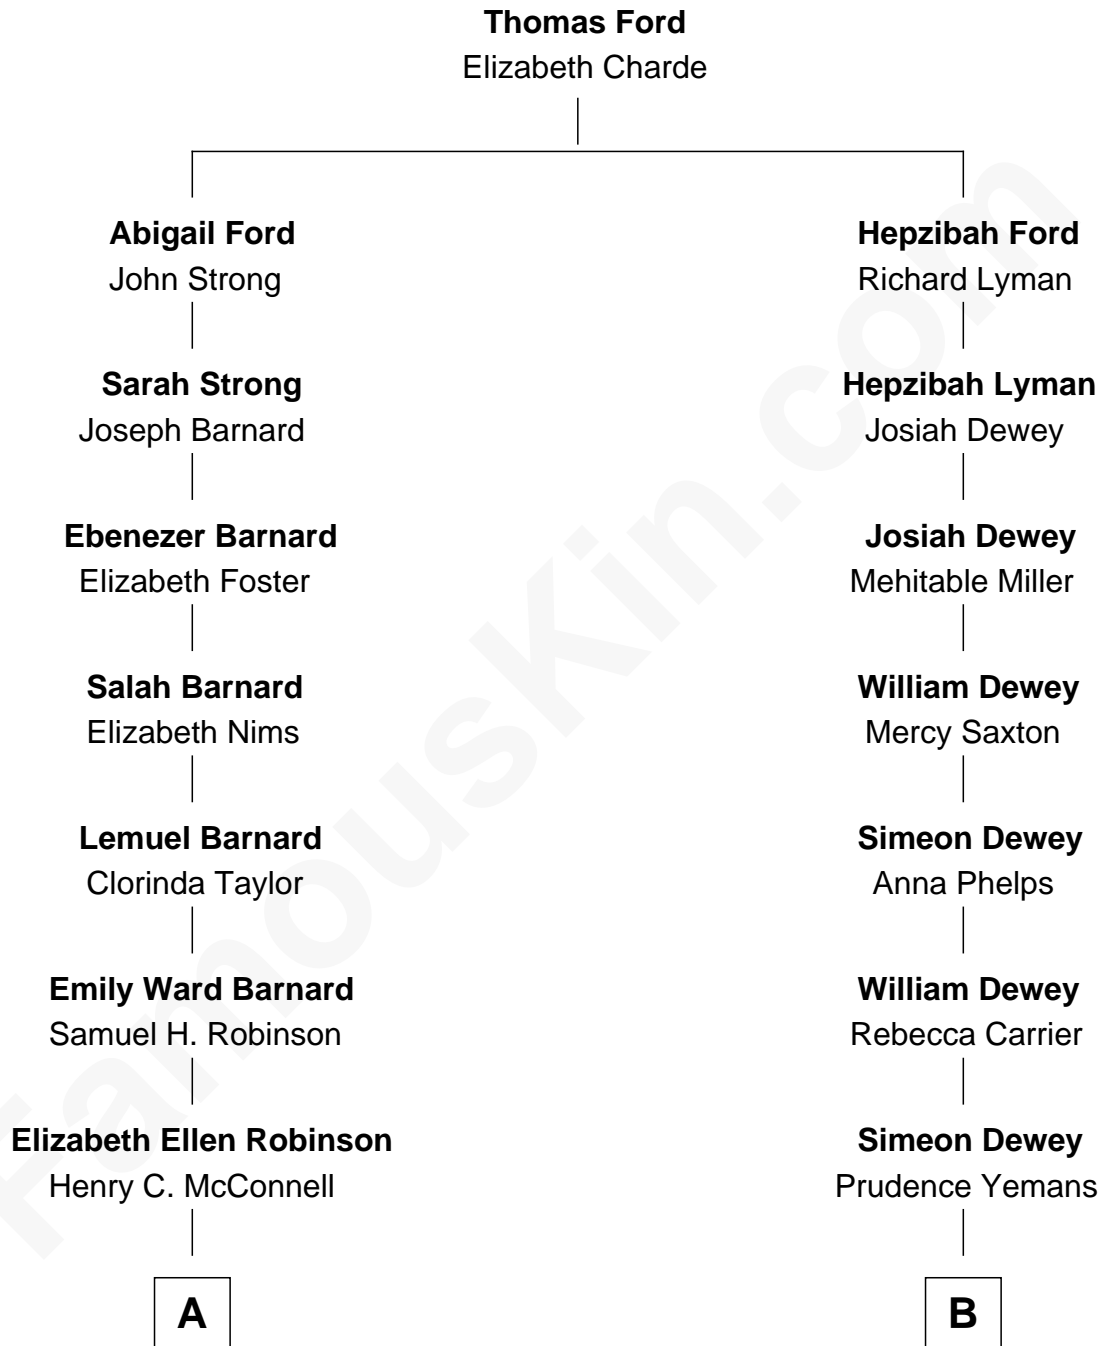 Thomas Ford
Elizabeth Charde
Abigail Ford
John Strong
Hepzibah Ford
Richard Lyman
Sarah Strong
Joseph Barnard
Hepzibah Lyman
Josiah Dewey
Ebenezer Barnard
Elizabeth Foster
Josiah Dewey
Mehitable Miller
Salah Barnard
Elizabeth Nims
William Dewey
Mercy Saxton
Lemuel Barnard
Clorinda Taylor
Simeon Dewey
Anna Phelps
Emily Ward Barnard
Samuel H. Robinson
William Dewey
Rebecca Carrier
Elizabeth Ellen Robinson
Henry C. McConnell
Simeon Dewey
Prudence Yemans
A
B
FamousKin.com